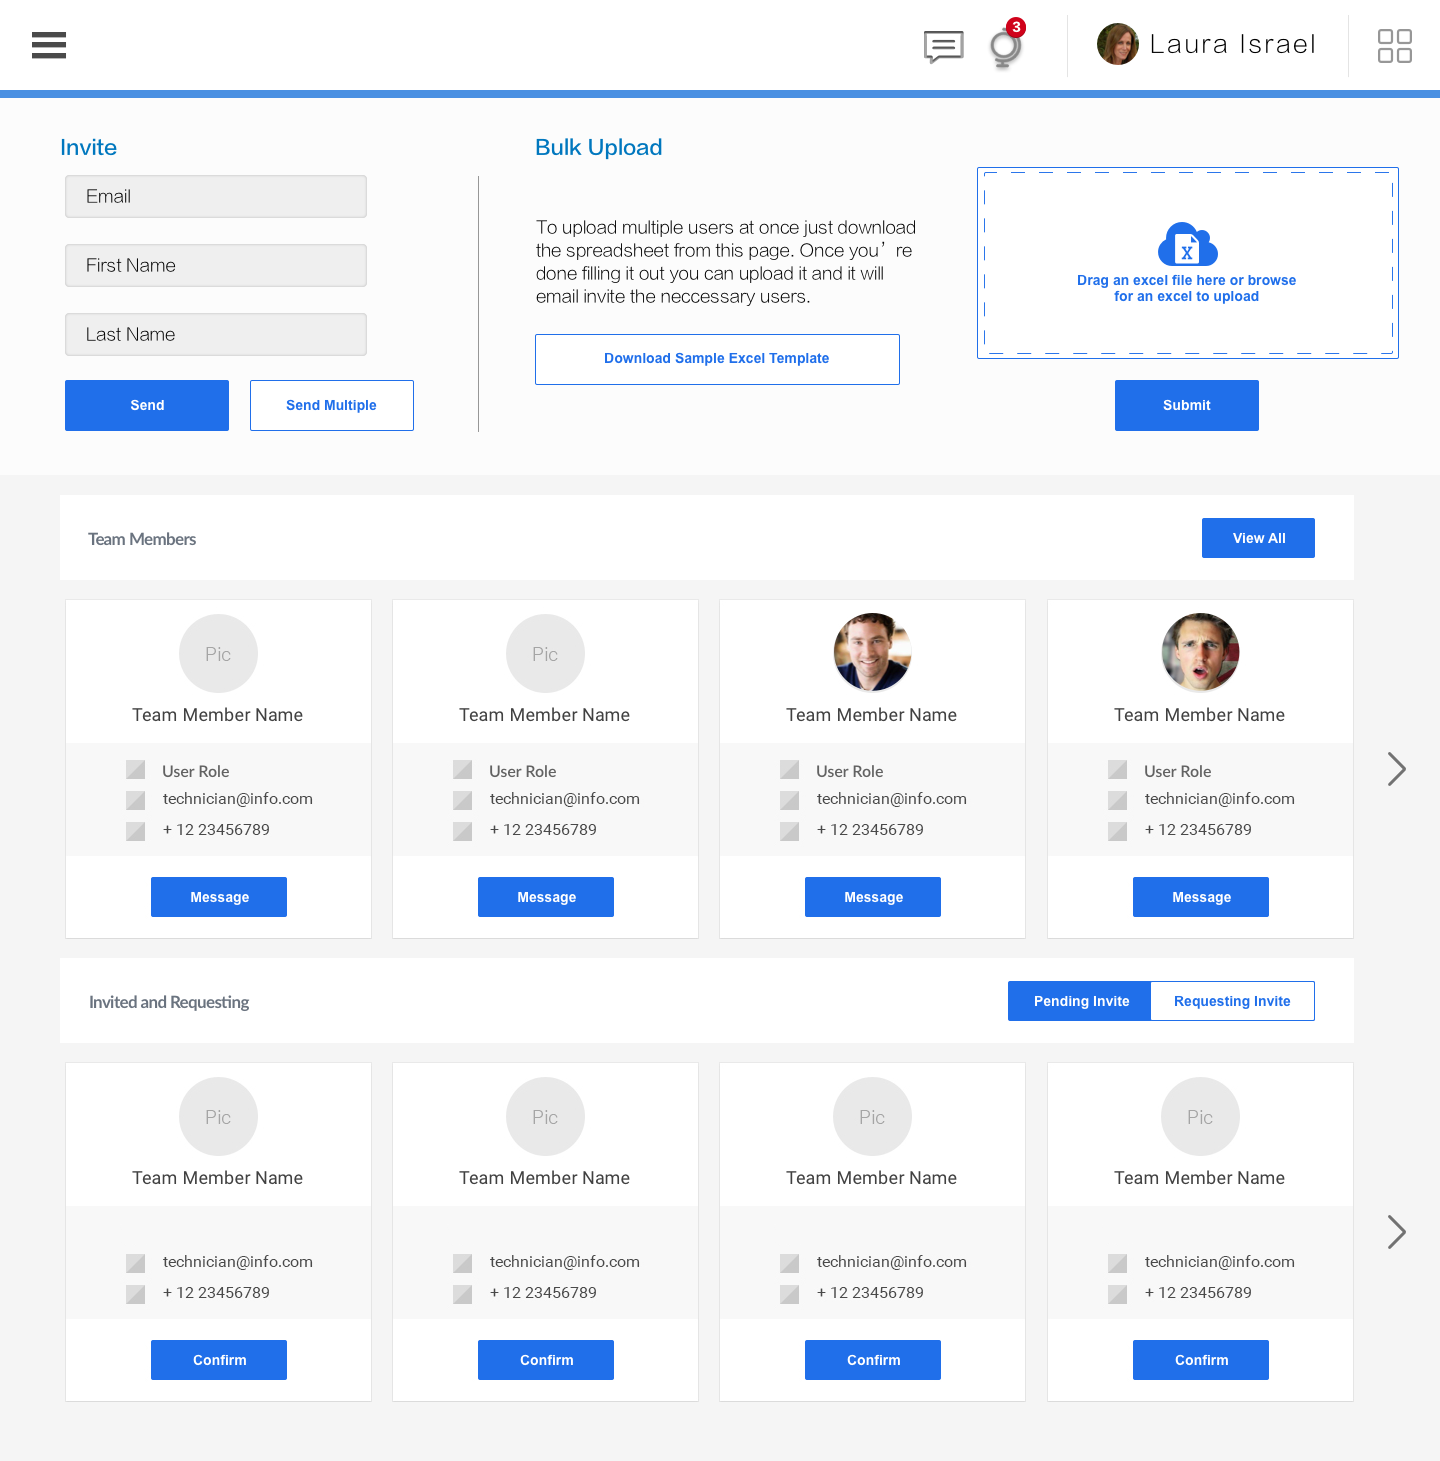 3
Laura Israel
Invite
Email
First Name
Last Name
Send
Send Multiple
Bulk Upload
To upload multiple users at once just download
the spreadsheet from this page. Once you’re
done filling it out you can upload it and it will
email invite the neccessary users.
Download Sample Excel Template
X
Drag an excel file here or browse
for an excel to upload
Submit
Team Members
View All
Pic
Team Member Name
User Role
technician@info.com
+ 12 23456789
Message
Pic
Team Member Name
User Role
technician@info.com
+ 12 23456789
Message
Team Member Name
User Role
technician@info.com
+ 12 23456789
Message
Team Member Name
User Role
technician@info.com
+ 12 23456789
Message
Invited and Requesting
Pending Invite
Requesting Invite
Pic
Team Member Name
technician@info.com
+ 12 23456789
Confirm
Pic
Team Member Name
technician@info.com
+ 12 23456789
Confirm
Pic
Team Member Name
technician@info.com
+ 12 23456789
Confirm
Pic
Team Member Name
technician@info.com
+ 12 23456789
Confirm